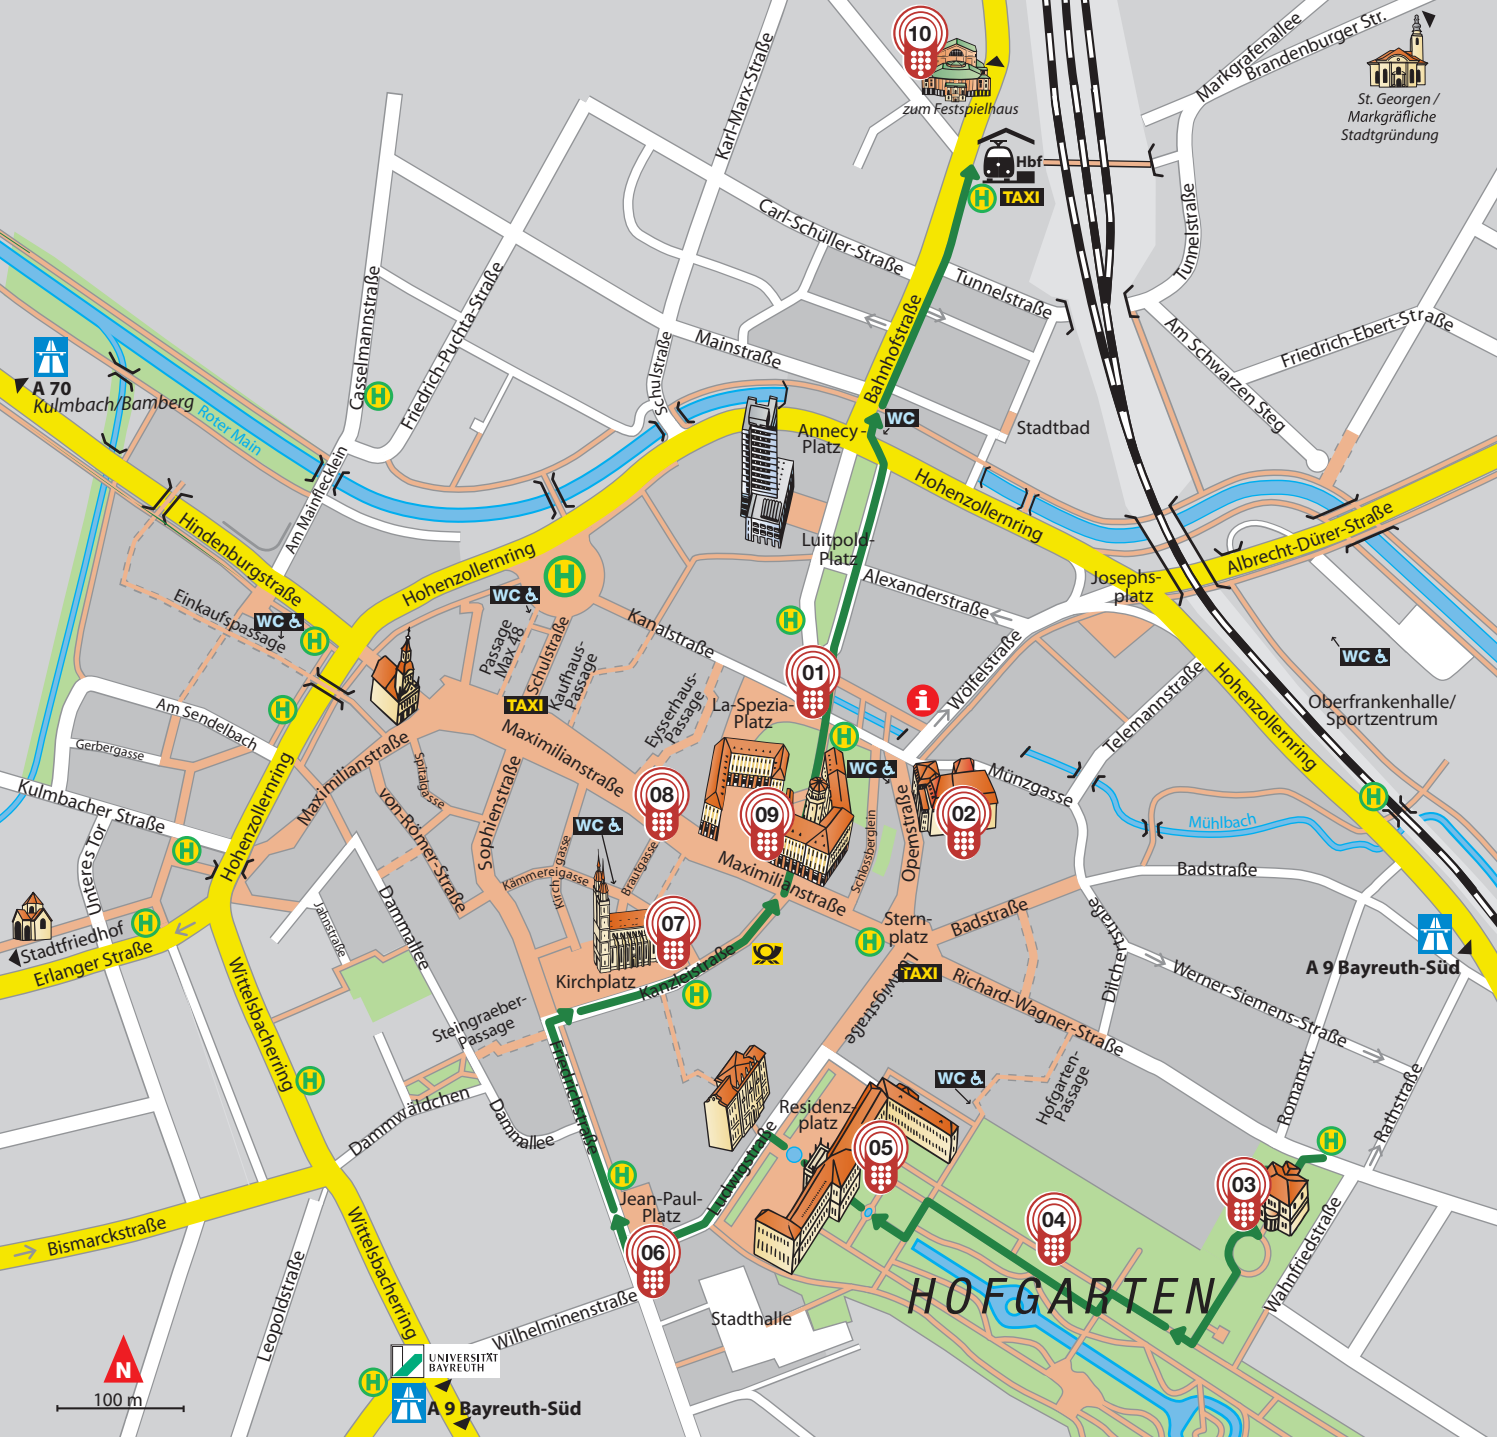 10
zum Festspielhaus
Hbf
H
TAXI
Markgrafenallee
Brandenburger Str.
St. Georgen /
Markgräfliche
Stadtgründung
Karl-Marx-Straße
Carl-Schüller-Straße
Tunnelstraße
Tunnelstraße
Casselmannstraße
Friedrich-Puchta-Straße
Schulstraße
Mainstraße
Bahnhofstraße
Am Schwarzen Steg
Friedrich-Ebert-Straße
A 70
Kulmbach/Bamberg
Roter Main
H
WC
Annecy-
Platz
Stadtbad
Am Mainflecklein
Hindenburgstraße
Hohenzollernring
Hohenzollernring
Luitpold-
Platz
Alexanderstraße
Josephs-
platz
Albrecht-Dürer-Straße
Einkaufspassage
WC
H
WC
H
Passage
Max 48
Schulstraße
Kaufhaus-
Passage
Kanalstraße
H
Wölfelstraße
WC
Oberfrankenhalle/
Sportzentrum
Hohenzollernring
Telemannstraße
01
i
La-Spezia-
Platz
Eysserhaus-
Passage
TAXI
H
Am Sendelbach
Gerbergasse
Maximilianstraße
Maximilianstraße
H
WC
Münzgasse
Kulmbacher Straße
Hohenzollernring
Spitalgasse
von-Römer-Straße
Sophienstraße
08
09
02
Opernstraße
Schlossberglein
Mühlbach
H
Unteres Tor
H
WC
Kämmereigasse
Kirchgasse
Brautgasse
Maximilianstraße
Badstraße
Badstraße
Stern-
platz
H
Stadtfriedhof
H
Erlanger Straße
Jahnstraße
Dammallee
07
Kirchplatz
Kanzleistraße
H
TAXI
Ludwigstraße
Richard-Wagner-Straße
Dilchertstraße
Werner-Siemens-Straße
A 9 Bayreuth-Süd
Wittelsbacherring
Steingraeber-
Passage
Friedrichstraße
H
Dammwäldchen
Dammallee
Residenz-
platz
WC
Hofgarten-
Passage
Romanstr.
Rathstraße
H
05
03
04
H
Jean-Paul-
Platz
Ludwigstraße
06
Bismarckstraße
Wittelsbacherring
Leopoldstraße
Wilhelminenstraße
Stadthalle
HOFGARTEN
Wahnfriedstraße
N
100 m
H
UNIVERSITÄT
BAYREUTH
A 9 Bayreuth-Süd